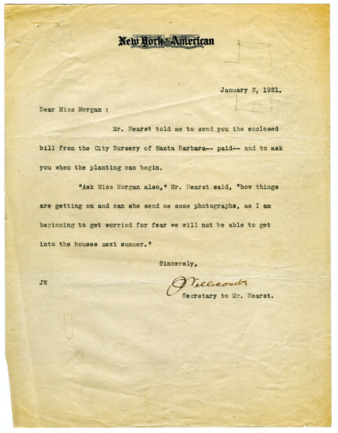 New York American
January 2, 1921.
Dear Miss Morgan :
Mr. Hearst told me to send you the enclosed
bill from the City Nursery of Santa Barbara-- paid-- and to ask
you when the planting can begin.
"Ask Miss Morgan also," Mr. Hearst said, "how things
are getting on and can she send me some photographs, as I am
beginning to get worried for fear we will not be able to get
into the houses next summer."
Sincerely,
JW
JWillicombe
Secretary to Mr. Hearst.